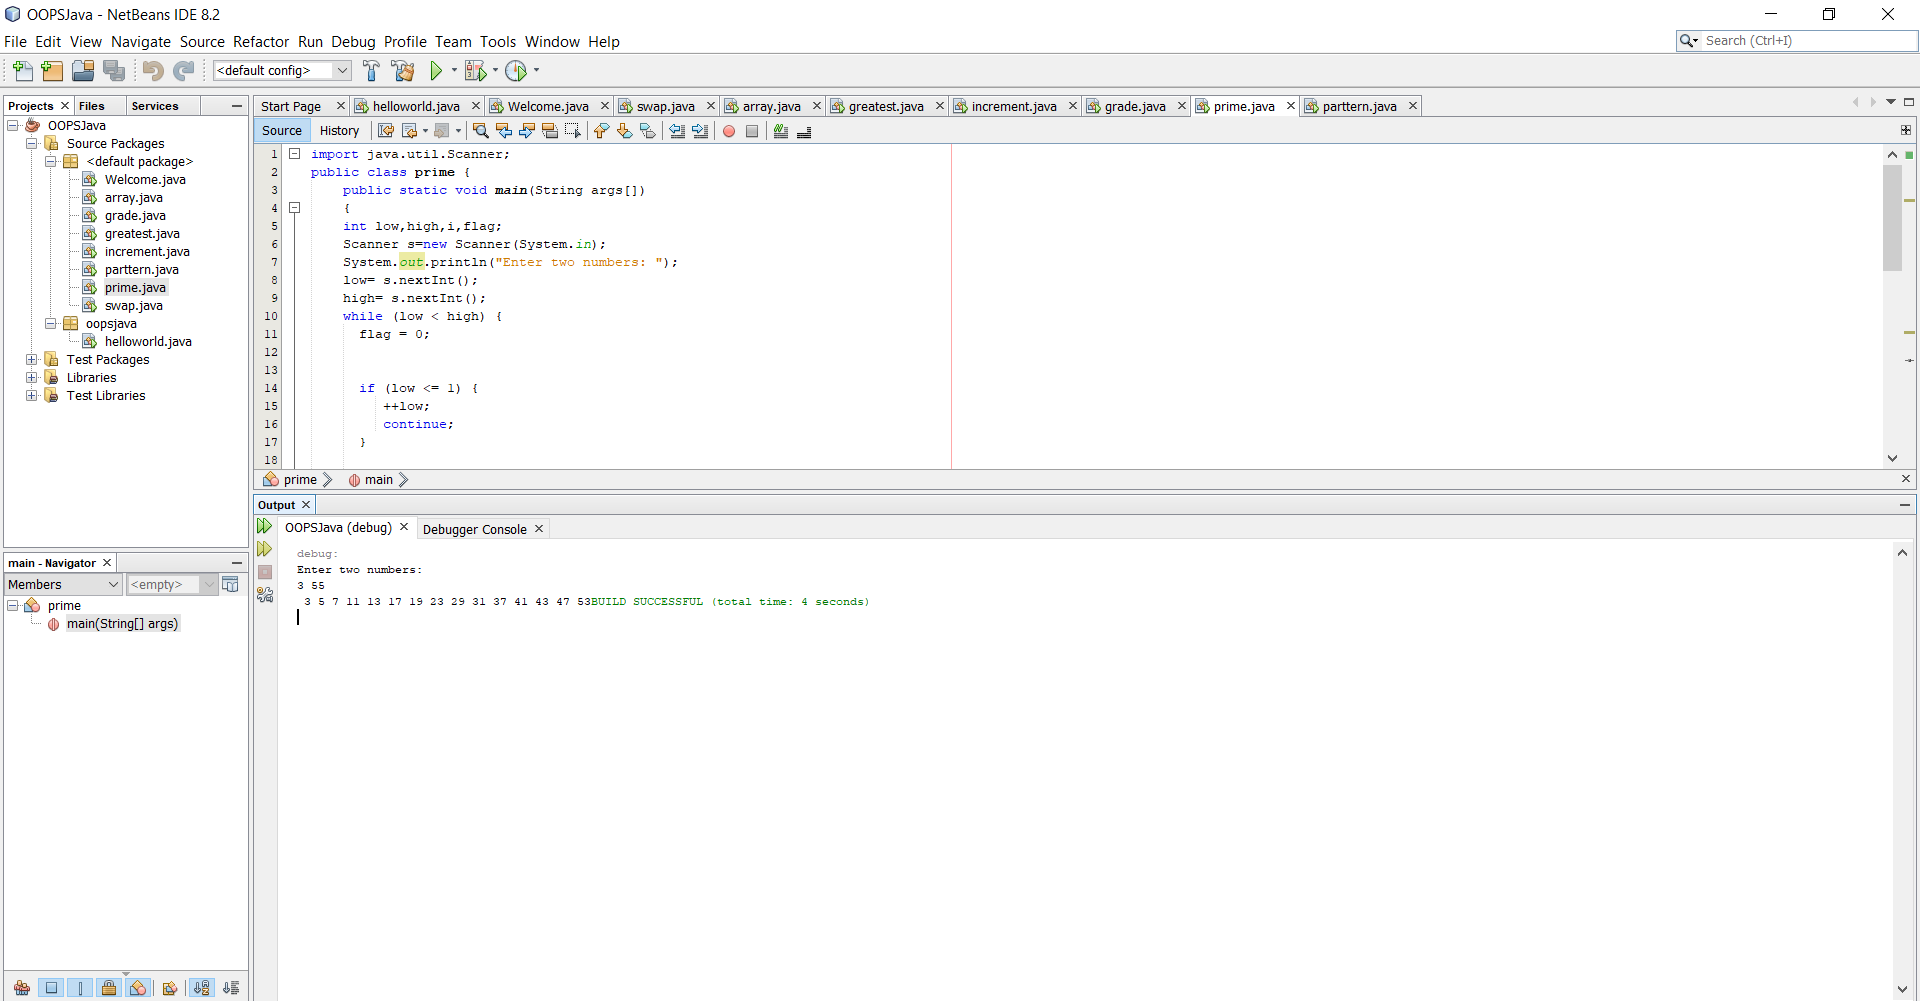 OOPSJava - NetBeans IDE 8.2
File Edit View Navigate Source Refactor Run Debug Profile Team Tools Window Help
Search (Ctrl+I)
<default config>
Projects Files Services
OOPSJava
Source Packages
<default package>
Welcome.java
array.java
grade.java
greatest.java
increment.java
parttern.java
prime.java
swap.java
oopsjava
helloworld.java
Test Packages
Libraries
Test Libraries
main - Navigator
Members <empty>
prime
main(String[] args)
Start Page helloworld.java Welcome.java swap.java array.java greatest.java increment.java grade.java prime.java parttern.java
Source History
1 import java.util.Scanner;
2 public class prime {
3 public static void main(String args[])
4 {
5 int low,high,i,flag;
6 Scanner s=new Scanner(System.in);
7 System.out.println("Enter two numbers: ");
8 low= s.nextInt();
9 high= s.nextInt();
10 while (low < high) {
11 flag = 0;
12
13
14 if (low <= 1) {
15 ++low;
16 continue;
17 }
18
prime main
Output
OOPSJava (debug) Debugger Console
debug:
Enter two numbers:
3 55
3 5 7 11 13 17 19 23 29 31 37 41 43 47 53BUILD SUCCESSFUL (total time: 4 seconds)